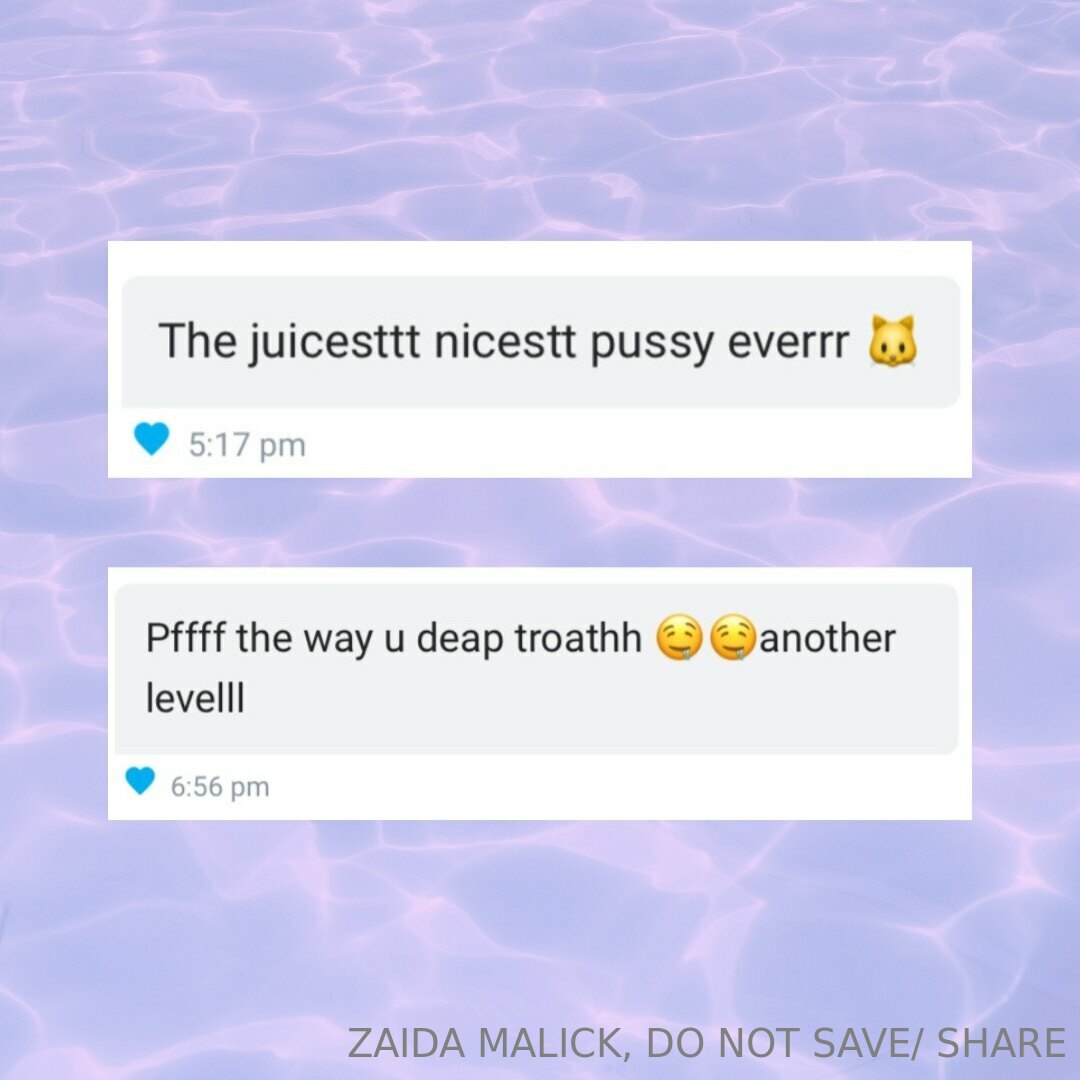 The juicesttt nicestt pussy everrr 🐱
5:17 pm
Pffff the way u deap troathh 🤤🤤another
levelll
6:56 pm
ZAIDA MALICK, DO NOT SAVE/ SHARE